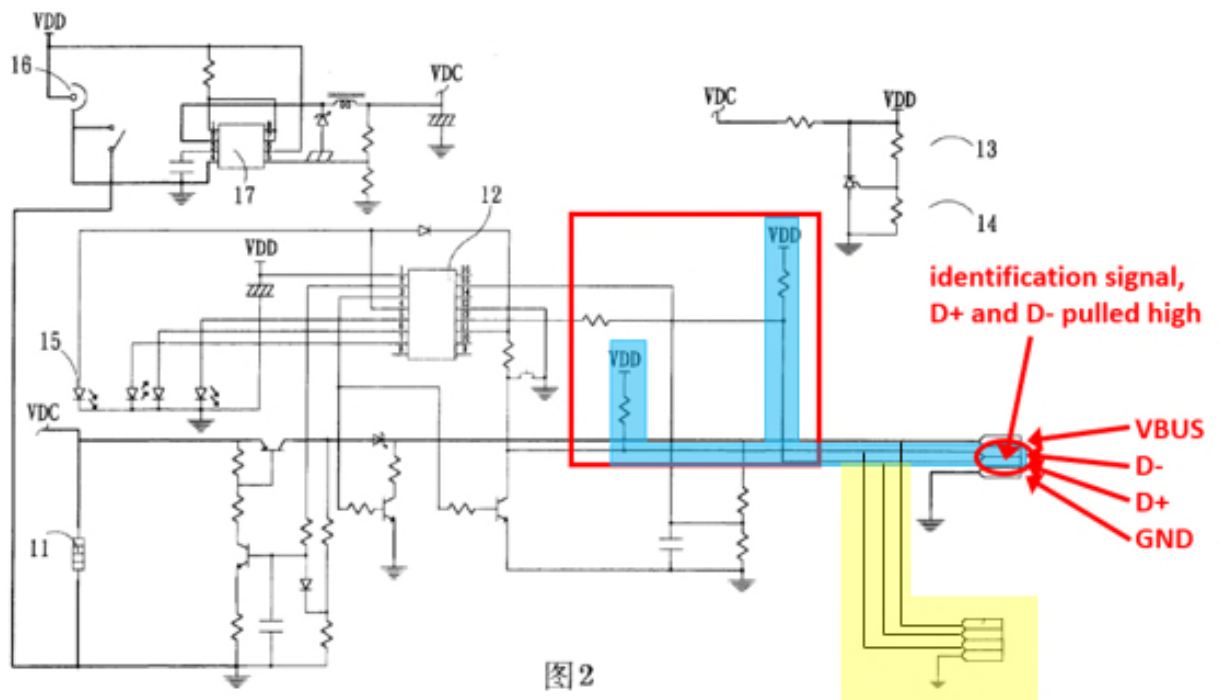 VDD
16
VDC
17
VDC
VDD
13
14
12
VDD
VDD
identification signal,
D+ and D- pulled high
15
VDD
VDC
VBUS
D-
D+
GND
11
图2